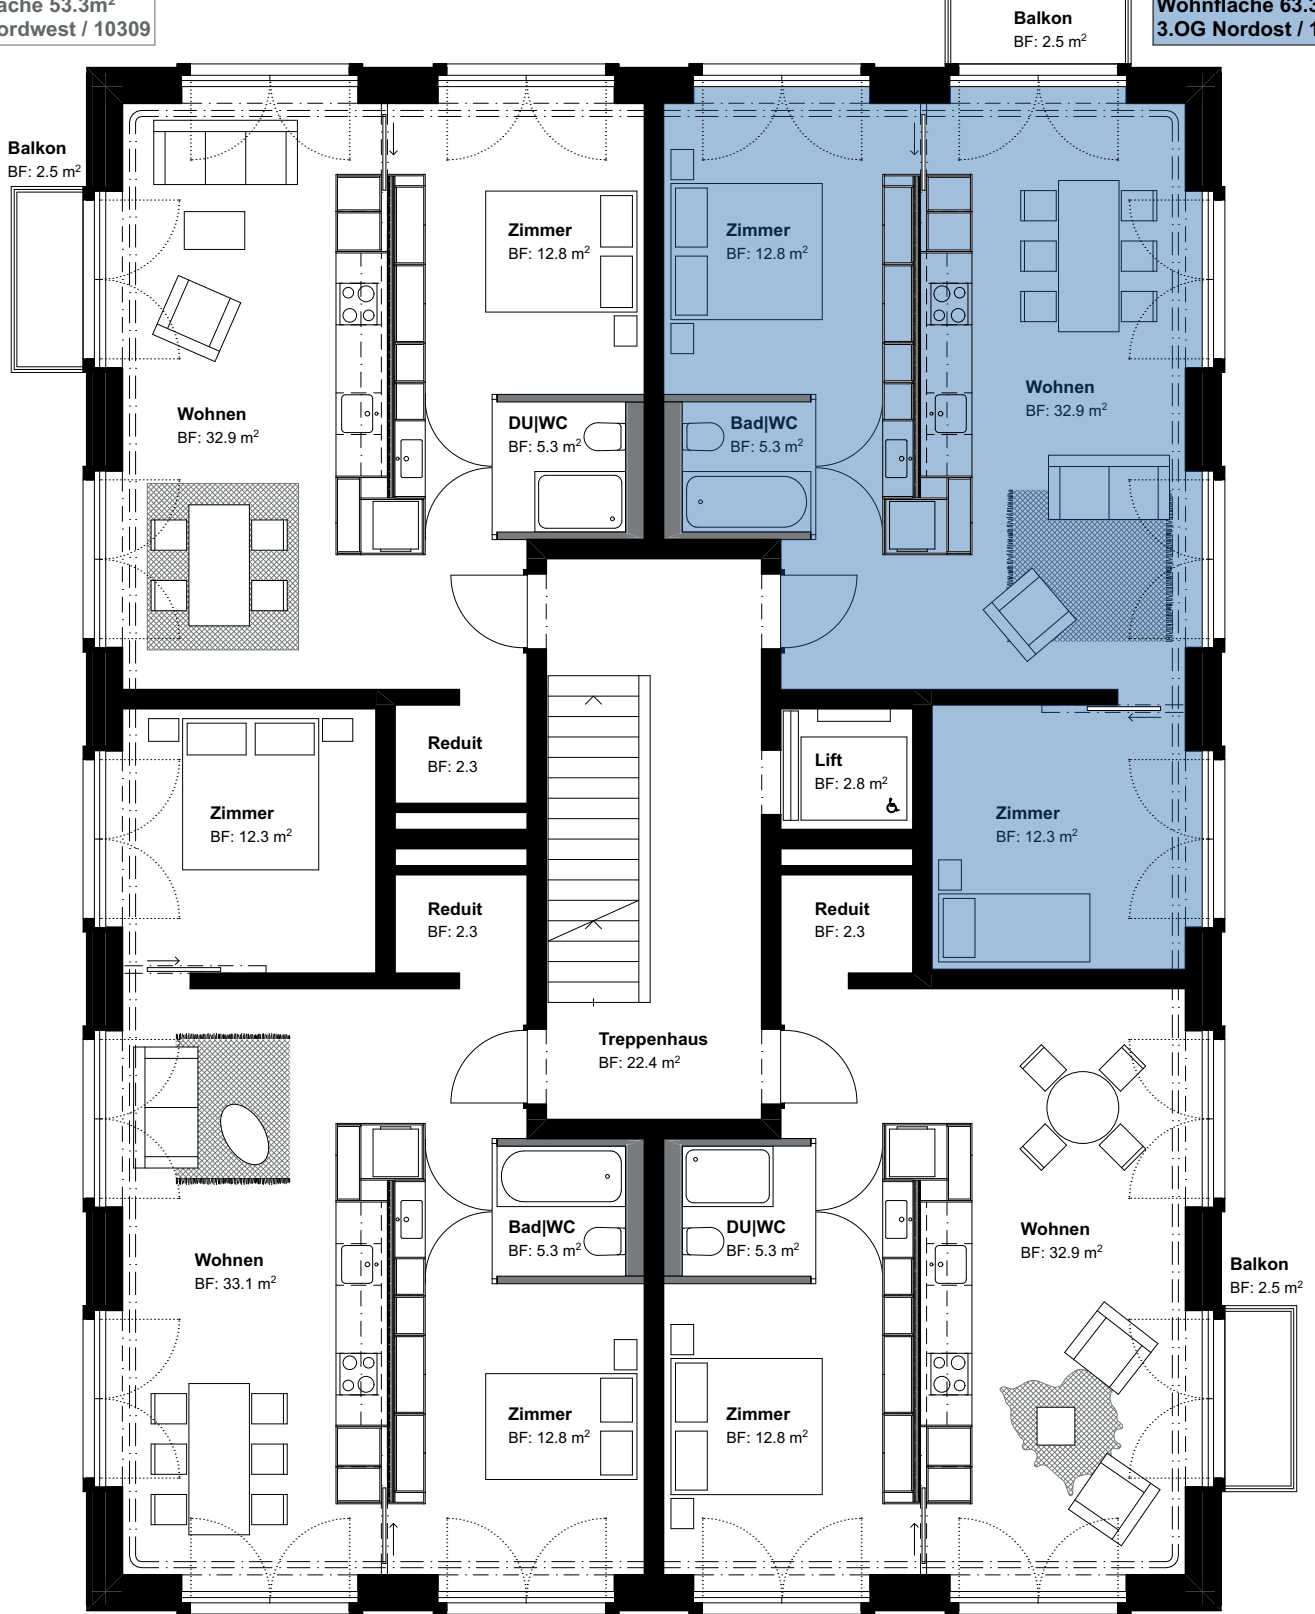 53.3m²
/ 10309
Balkon
BF: 2.5 m²
Wohnfläche
3.OG Nordost /
Balkon
BF: 2.5 m²
Zimmer
BF: 12.8 m²
Zimmer
BF: 12.8 m²
Wohnen
BF: 32.9 m²
DU|WC
BF: 5.3 m²
Bad|WC
BF: 5.3 m²
Wohnen
BF: 32.9 m²
Reduit
BF: 2.3
Lift
BF: 2.8 m²
Zimmer
BF: 12.3 m²
Zimmer
BF: 12.3 m²
Reduit
BF: 2.3
Reduit
BF: 2.3
Treppenhaus
BF: 22.4 m²
Wohnen
BF: 33.1 m²
Bad|WC
BF: 5.3 m²
DU|WC
BF: 5.3 m²
Wohnen
BF: 32.9 m²
Balkon
BF: 2.5 m²
Zimmer
BF: 12.8 m²
Zimmer
BF: 12.8 m²